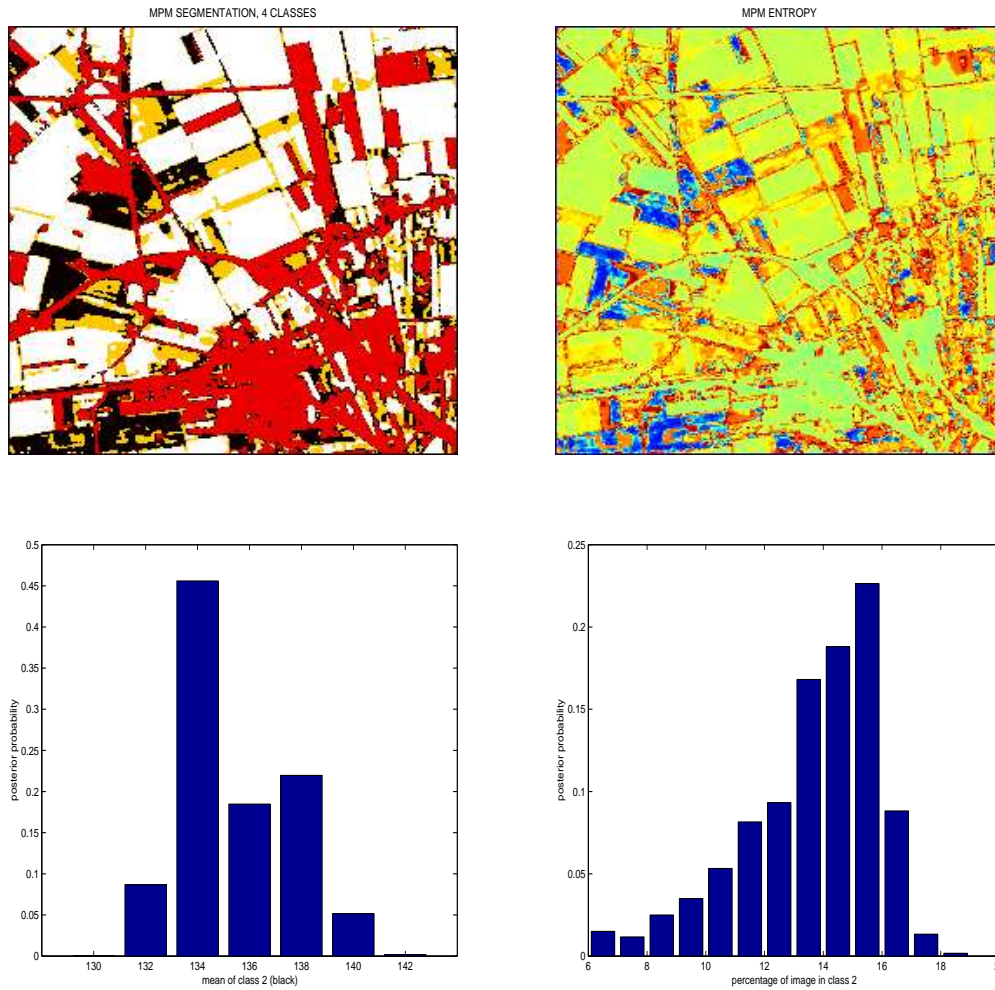 MPM SEGMENTATION, 4 CLASSES
MPM ENTROPY
0.5
0.45
0.4
0.35
0.3
0.25
0.2
0.15
0.1
0.05
0
posterior probability
130 132 134 136 138 140 142
mean of class 2 (black)
0.25
0.2
0.15
0.1
0.05
0
posterior probability
6 8 10 12 14 16 18
percentage of image in class 2